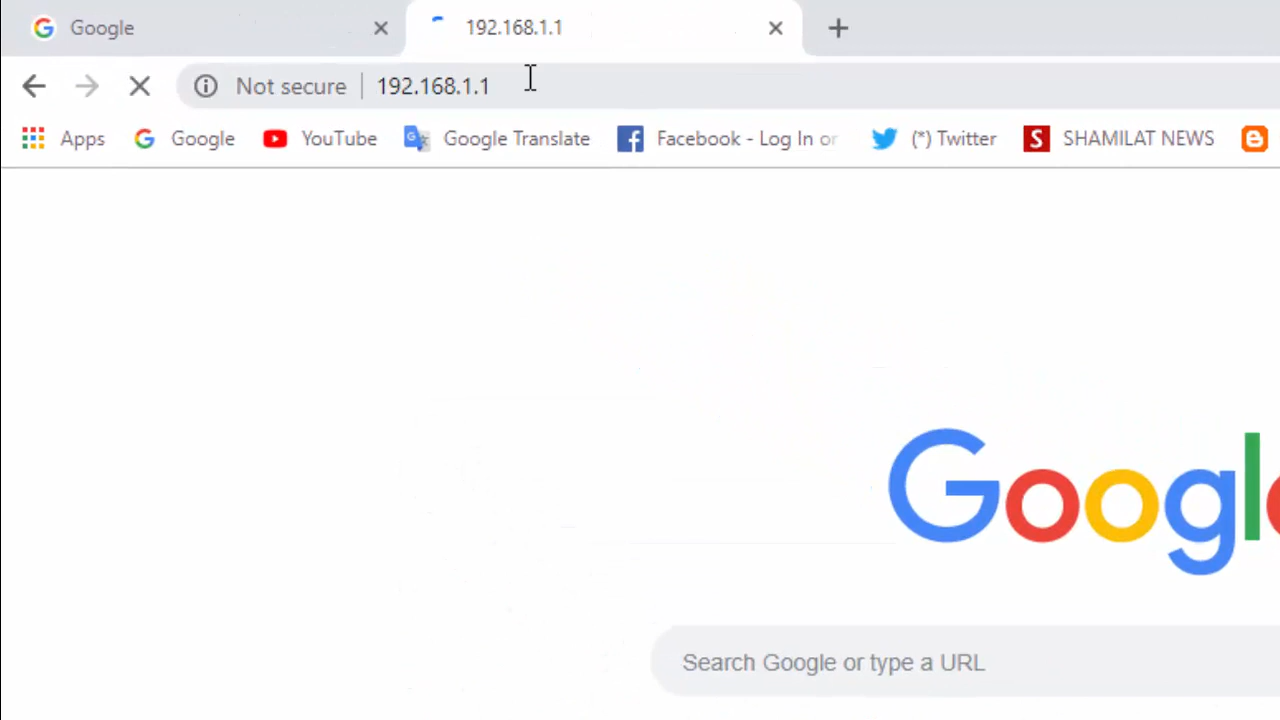 Google
192.168.1.1
Not secure
192.168.1.1
Apps
Google
YouTube
Google Translate
Facebook - Log In or
(*) Twitter
SHAMILAT NEWS
Google
Search Google or type a URL